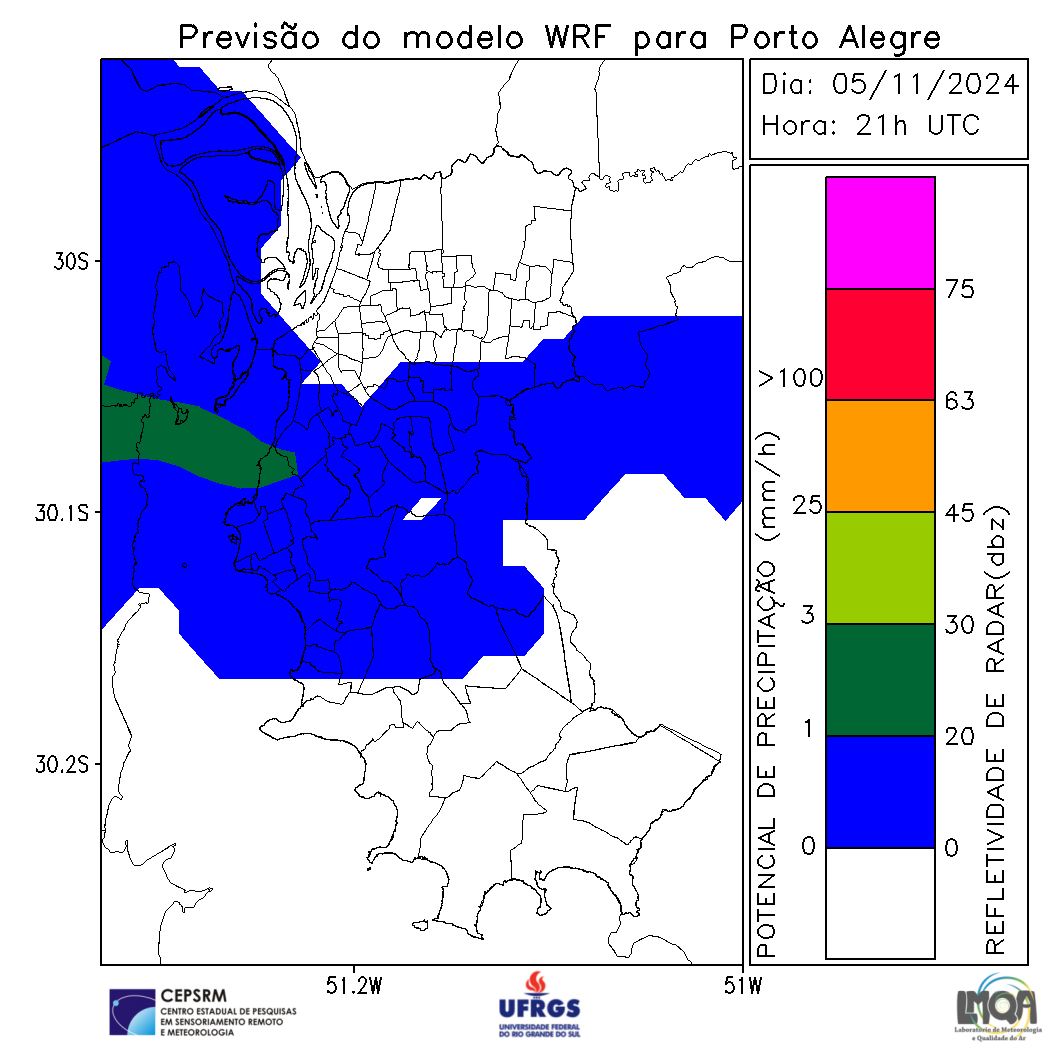 Previsão do modelo WRF para Porto Alegre
Dia: 05/11/2024
Hora: 21h UTC
30S
30.1S
30.2S
51.2W
51W
POTENCIAL DE PRECIPITAÇÃO (mm/h)
>100
25
3
1
0
75
63
45
30
20
0
REFLETIVIDADE DE RADAR(dbz)
CEPSRM
CENTRO ESTADUAL DE PESQUISAS
EM SENSORIAMENTO REMOTO
E METEOROLOGIA
UFRGS
UNIVERSIDADE FEDERAL
DO RIO GRANDE DO SUL
LMQA
Laboratório de Meteorologia
e Qualidade do Ar